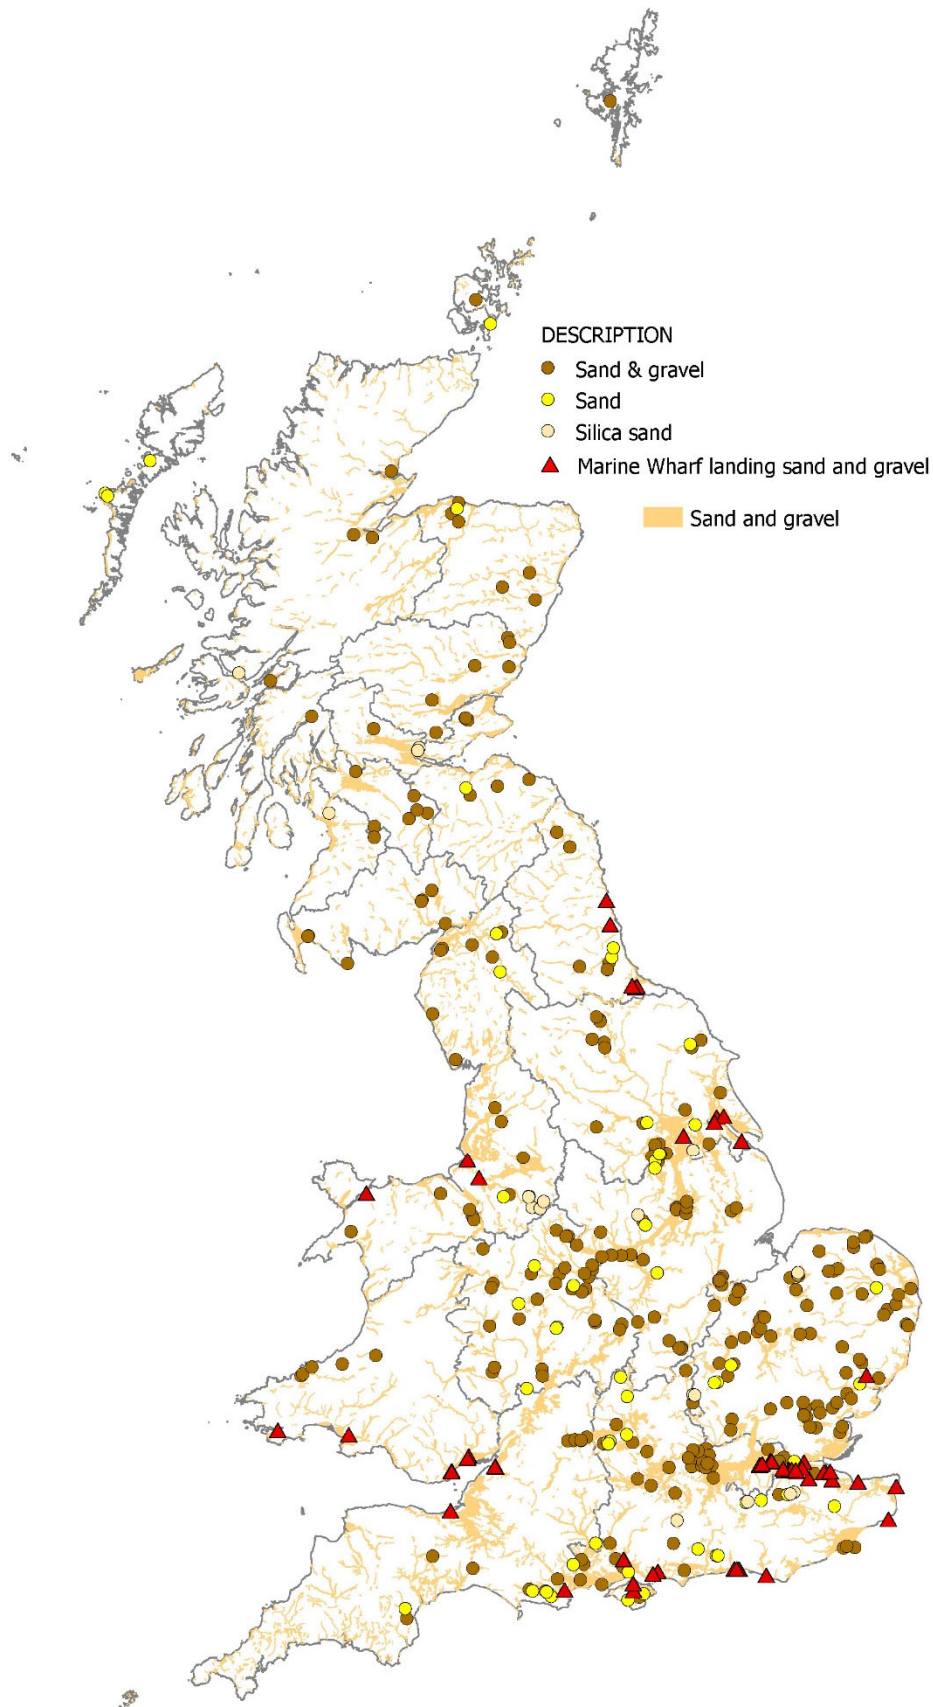 DESCRIPTION
Sand & gravel
Sand
Silica sand
Marine Wharf landing sand and gravel
Sand and gravel